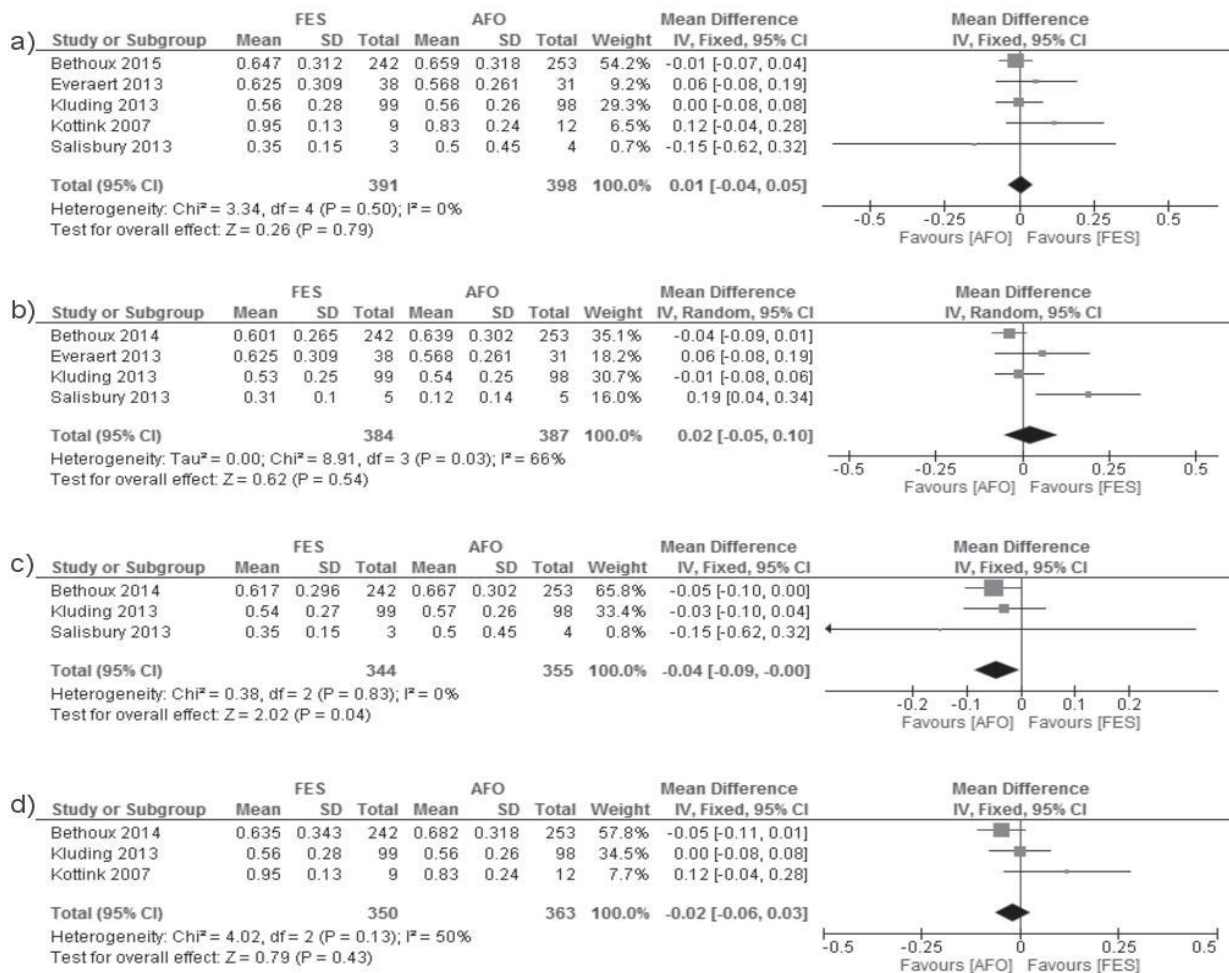 a)
FES AFO Mean Difference Mean Difference
Study or Subgroup Mean SD Total Mean SD Total Weight IV, Fixed, 95% CI IV, Fixed, 95% CI
Bethoux 2015 0.647 0.312 242 0.659 0.318 253 54.2% -0.01 [-0.07, 0.04]
Everaert 2013 0.625 0.309 38 0.568 0.261 31 9.2% 0.06 [-0.08, 0.19]
Kluding 2013 0.56 0.28 99 0.56 0.26 98 29.3% 0.00 [-0.08, 0.08]
Kottink 2007 0.95 0.13 9 0.83 0.24 12 6.5% 0.12 [-0.04, 0.28]
Salisbury 2013 0.35 0.15 3 0.5 0.45 4 0.7% -0.15 [-0.62, 0.32]
Total (95% CI) 391 398 100.0% 0.01 [-0.04, 0.05]
Heterogeneity: Chi² = 3.34, df = 4 (P = 0.50); I² = 0%
Test for overall effect: Z = 0.26 (P = 0.79)
-0.5 -0.25 0 0.25 0.5
Favours [AFO] Favours [FES]
b)
FES AFO Mean Difference Mean Difference
Study or Subgroup Mean SD Total Mean SD Total Weight IV, Random, 95% CI IV, Random, 95% CI
Bethoux 2014 0.601 0.265 242 0.639 0.302 253 35.1% -0.04 [-0.09, 0.01]
Everaert 2013 0.625 0.309 38 0.568 0.261 31 18.2% 0.06 [-0.08, 0.19]
Kluding 2013 0.53 0.25 99 0.54 0.25 98 30.7% -0.01 [-0.08, 0.06]
Salisbury 2013 0.31 0.1 5 0.12 0.14 5 16.0% 0.19 [0.04, 0.34]
Total (95% CI) 384 387 100.0% 0.02 [-0.05, 0.10]
Heterogeneity: Tau² = 0.00; Chi² = 8.91, df = 3 (P = 0.03); I² = 66%
Test for overall effect: Z = 0.62 (P = 0.54)
-0.5 -0.25 0 0.25 0.5
Favours [AFO] Favours [FES]
c)
FES AFO Mean Difference Mean Difference
Study or Subgroup Mean SD Total Mean SD Total Weight IV, Fixed, 95% CI IV, Fixed, 95% CI
Bethoux 2014 0.617 0.296 242 0.667 0.302 253 65.8% -0.05 [-0.10, 0.00]
Kluding 2013 0.54 0.27 99 0.57 0.26 98 33.4% -0.03 [-0.10, 0.04]
Salisbury 2013 0.35 0.15 3 0.5 0.45 4 0.8% -0.15 [-0.62, 0.32]
Total (95% CI) 344 355 100.0% -0.04 [-0.09, -0.00]
Heterogeneity: Chi² = 0.38, df = 2 (P = 0.83); I² = 0%
Test for overall effect: Z = 2.02 (P = 0.04)
-0.2 -0.1 0 0.1 0.2
Favours [AFO] Favours [FES]
d)
FES AFO Mean Difference Mean Difference
Study or Subgroup Mean SD Total Mean SD Total Weight IV, Fixed, 95% CI IV, Fixed, 95% CI
Bethoux 2014 0.635 0.343 242 0.682 0.318 253 57.8% -0.05 [-0.11, 0.01]
Kluding 2013 0.56 0.28 99 0.56 0.26 98 34.5% 0.00 [-0.08, 0.08]
Kottink 2007 0.95 0.13 9 0.83 0.24 12 7.7% 0.12 [-0.04, 0.28]
Total (95% CI) 350 363 100.0% -0.02 [-0.06, 0.03]
Heterogeneity: Chi² = 4.02, df = 2 (P = 0.13); I² = 50%
Test for overall effect: Z = 0.79 (P = 0.43)
-0.5 -0.25 0 0.25 0.5
Favours [AFO] Favours [FES]